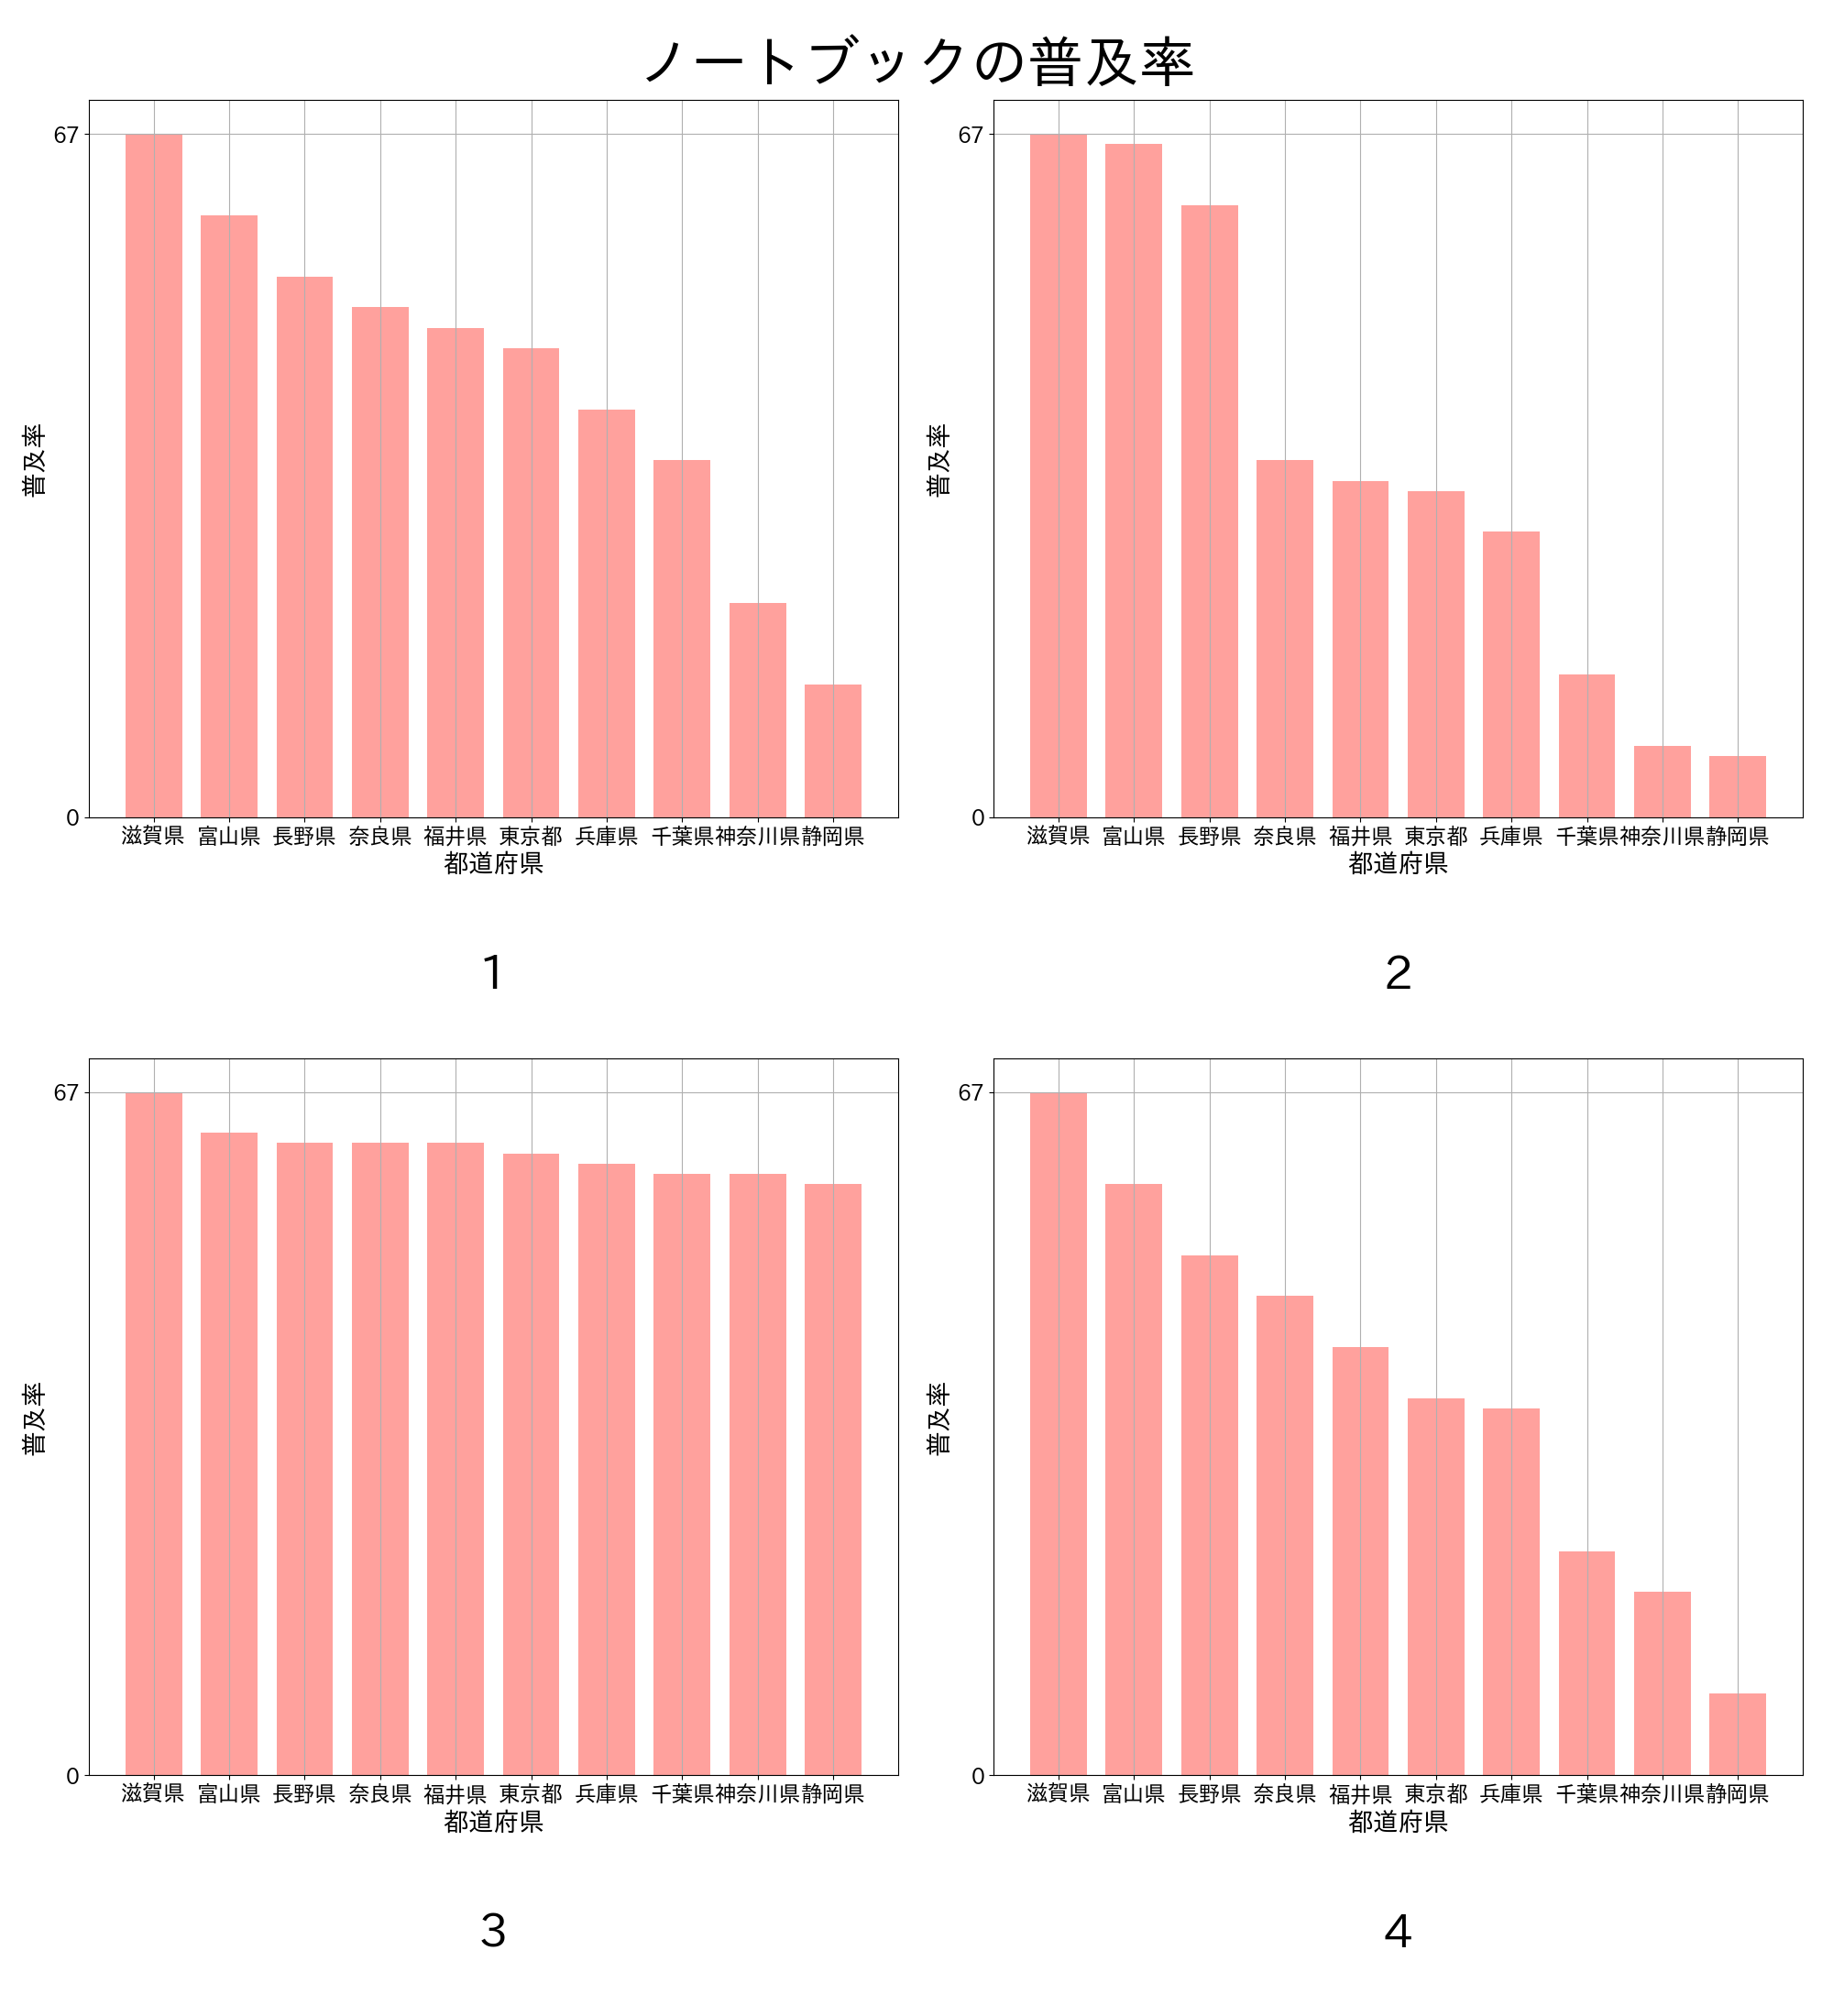 ノートブックの普及率
67
0
普及率
滋賀県 富山県 長野県 奈良県 福井県 東京都 兵庫県 千葉県 神奈川県 静岡県
都道府県
1
67
0
普及率
滋賀県 富山県 長野県 奈良県 福井県 東京都 兵庫県 千葉県 神奈川県 静岡県
都道府県
2
67
0
普及率
滋賀県 富山県 長野県 奈良県 福井県 東京都 兵庫県 千葉県 神奈川県 静岡県
都道府県
3
67
0
普及率
滋賀県 富山県 長野県 奈良県 福井県 東京都 兵庫県 千葉県 神奈川県 静岡県
都道府県
4